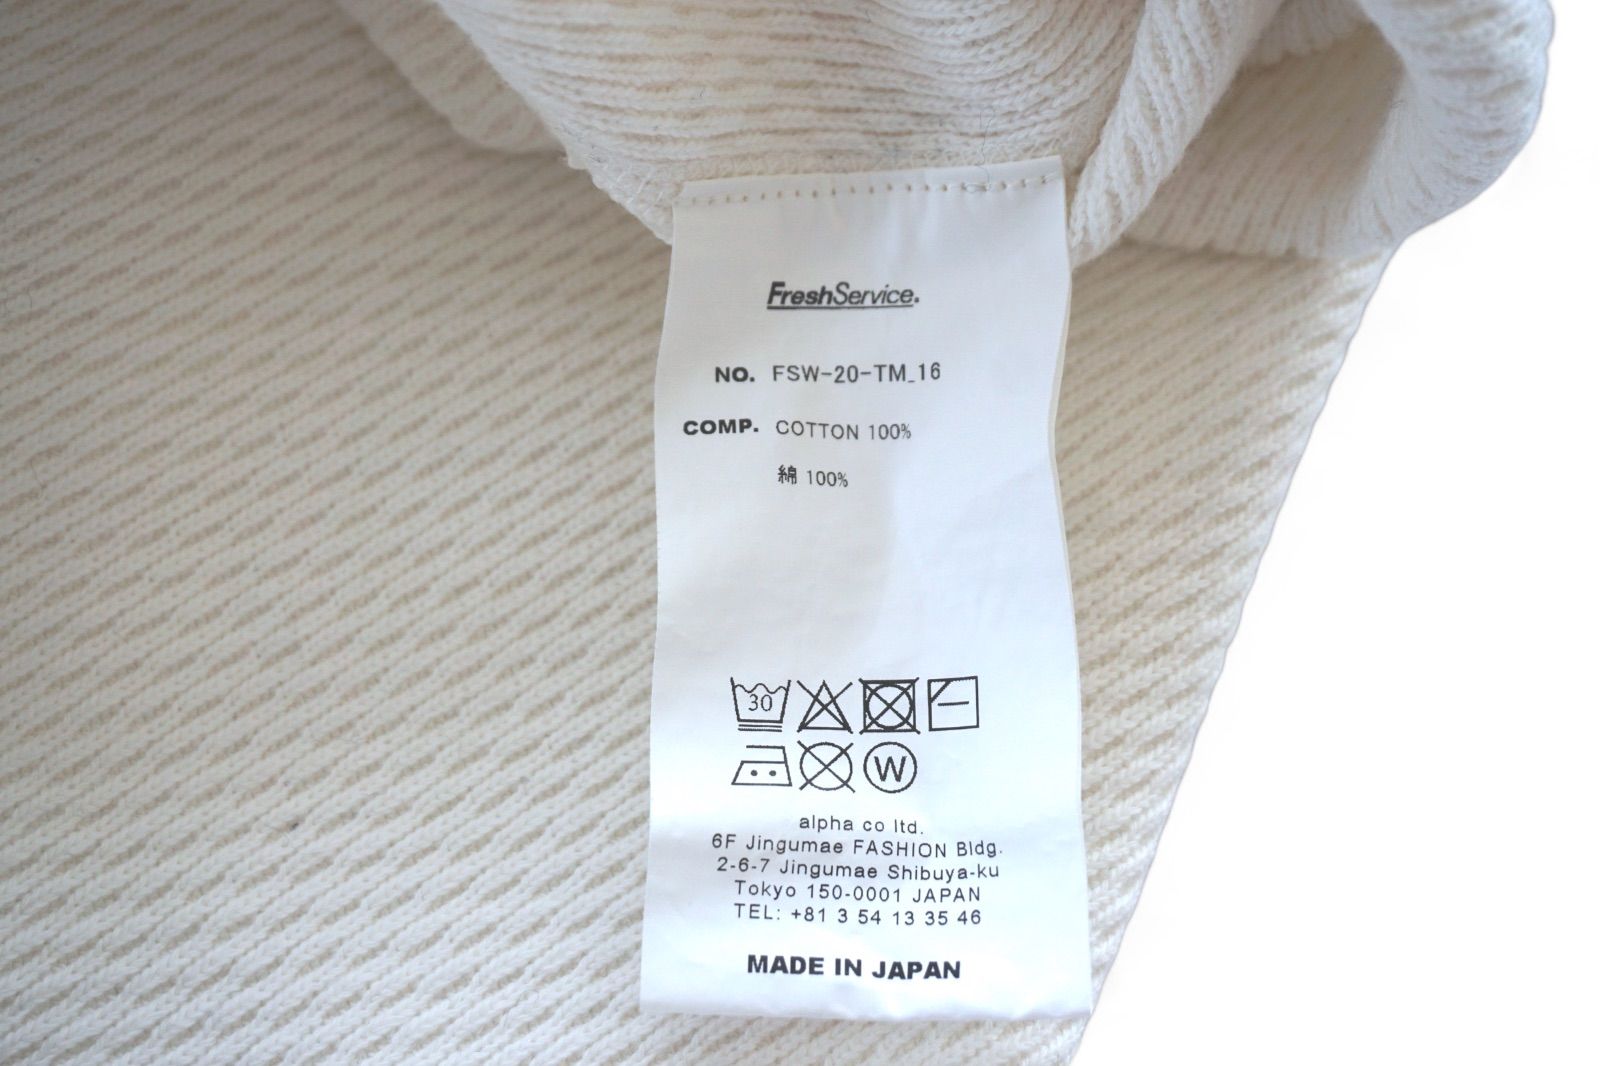 FreshService.
NO. FSW-20-TM_16
COMP. COTTON 100%
綿 100%
30
W
alpha co ltd.
6F Jingumae FASHION Bldg.
2-6-7 Jingumae Shibuya-ku
Tokyo 150-0001 JAPAN
TEL: +81 3 54 13 35 46
MADE IN JAPAN